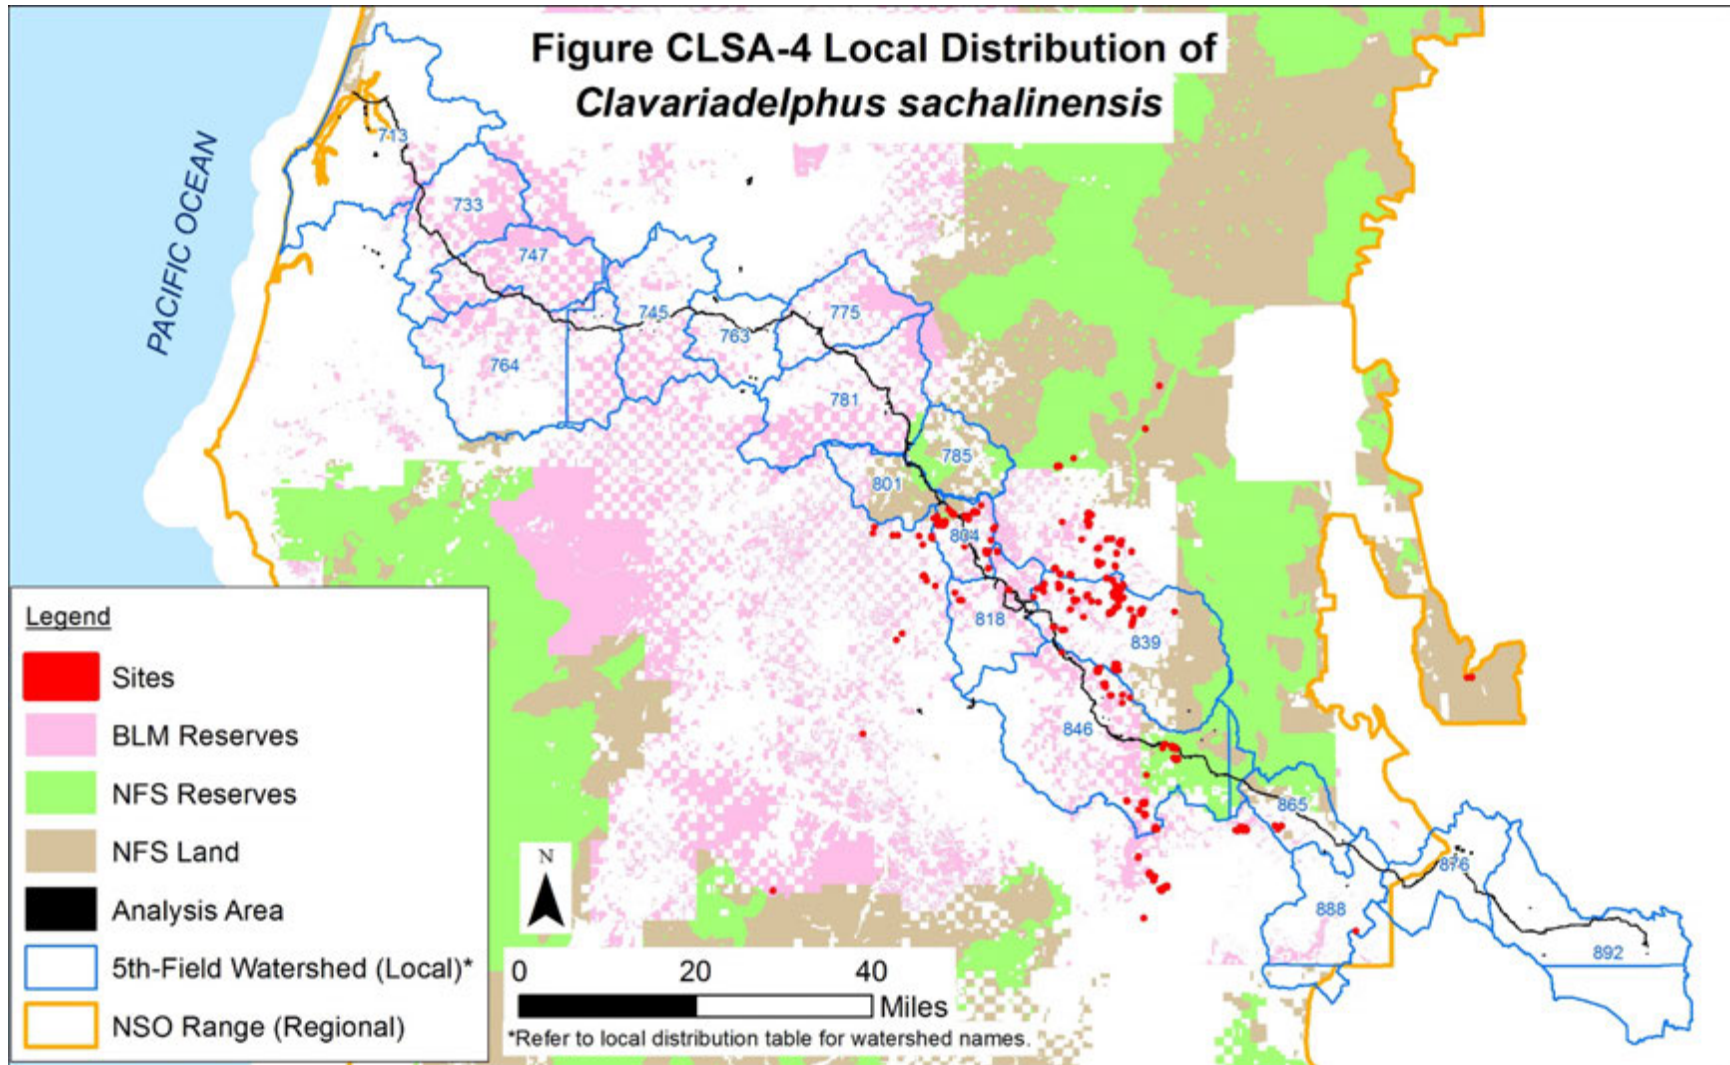 Figure CLSA-4 Local Distribution of
Clavariadelphus sachalinensis
PACIFIC OCEAN
713
733
747
745
775
763
764
781
785
801
804
818
839
846
865
876
888
892
Legend
Sites
BLM Reserves
NFS Reserves
NFS Land
Analysis Area
5th-Field Watershed (Local)*
NSO Range (Regional)
N
0 20 40
Miles
*Refer to local distribution table for watershed names.